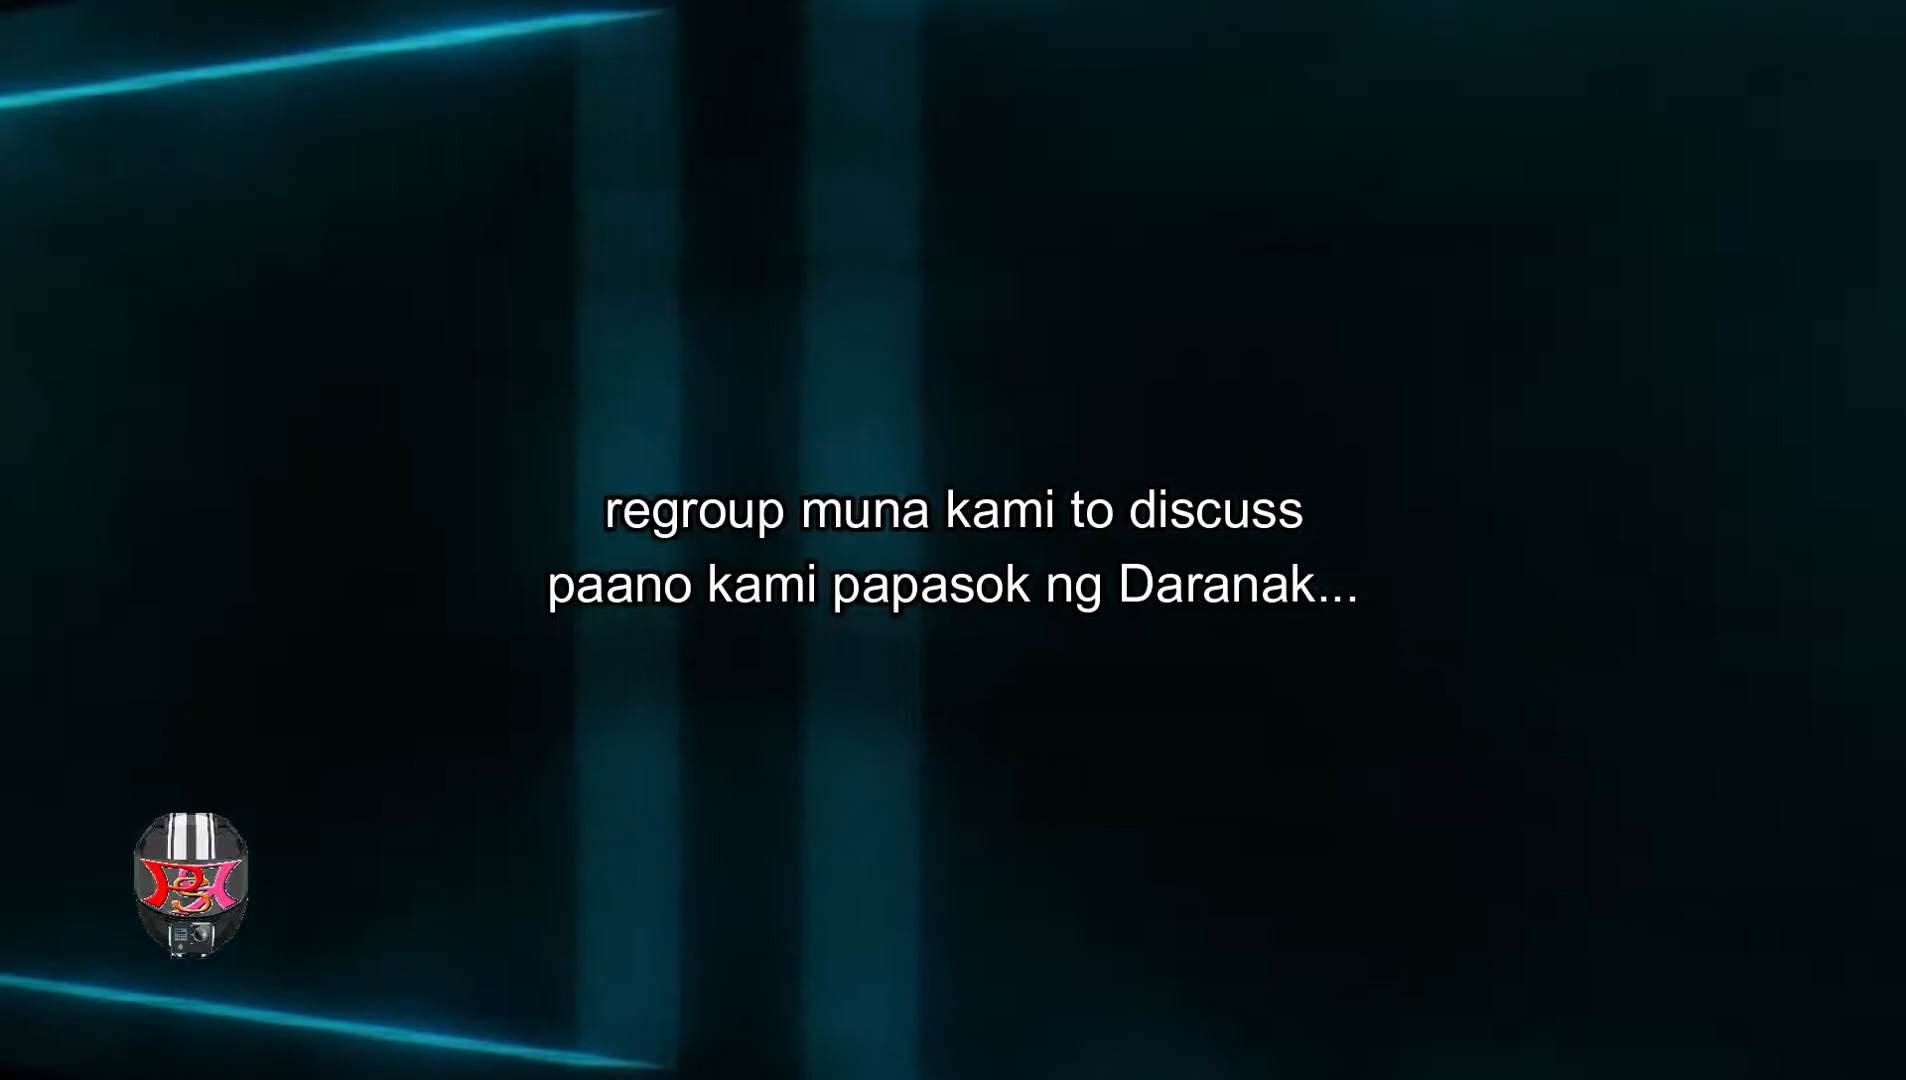 regroup muna kami to discuss
paano kami papasok ng Daranak...